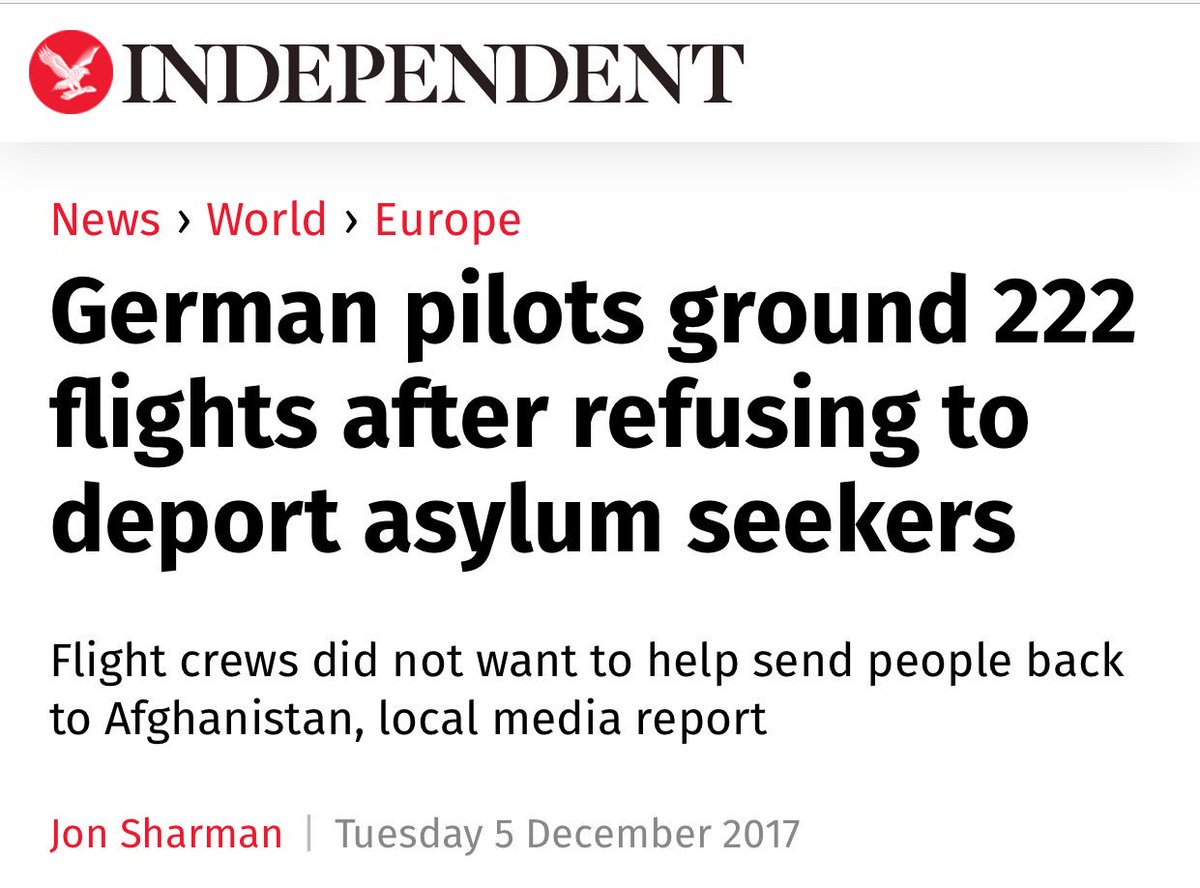 INDEPENDENT
News › World › Europe
German pilots ground 222
flights after refusing to
deport asylum seekers
Flight crews did not want to help send people back
to Afghanistan, local media report
Jon Sharman | Tuesday 5 December 2017